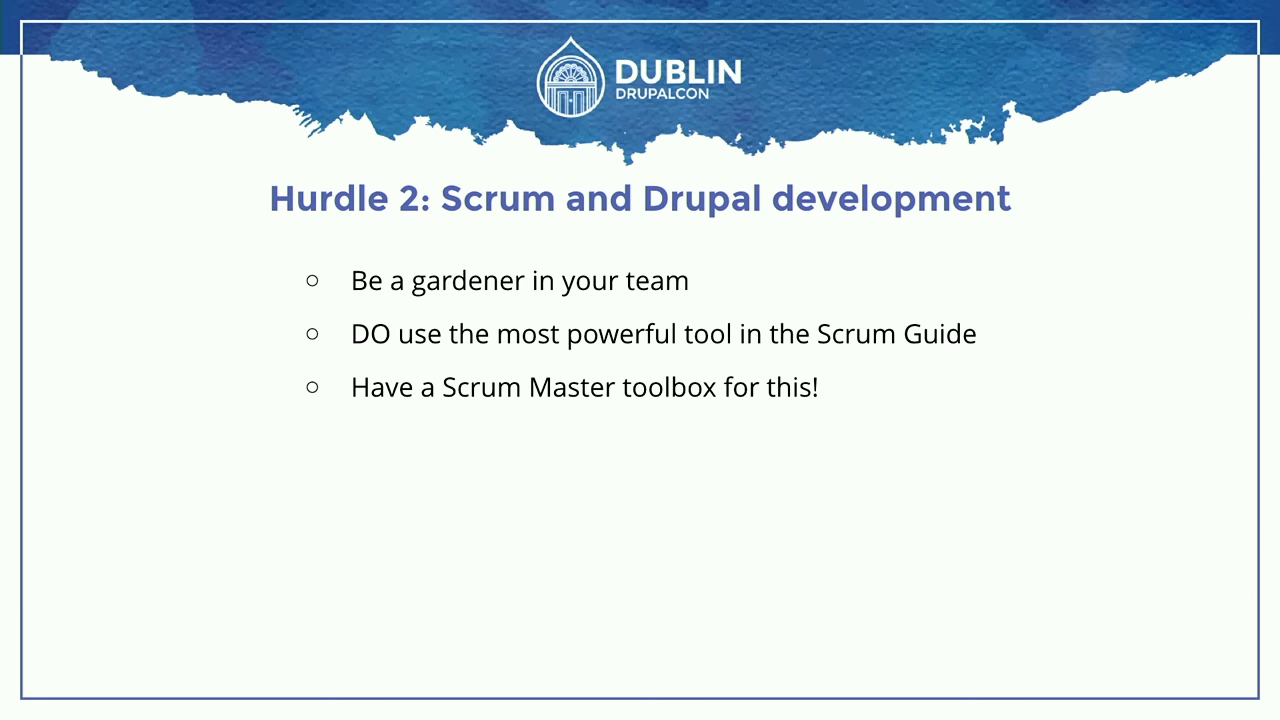 DUBLIN
DRUPALCON
Hurdle 2: Scrum and Drupal development
Be a gardener in your team
DO use the most powerful tool in the Scrum Guide
Have a Scrum Master toolbox for this!